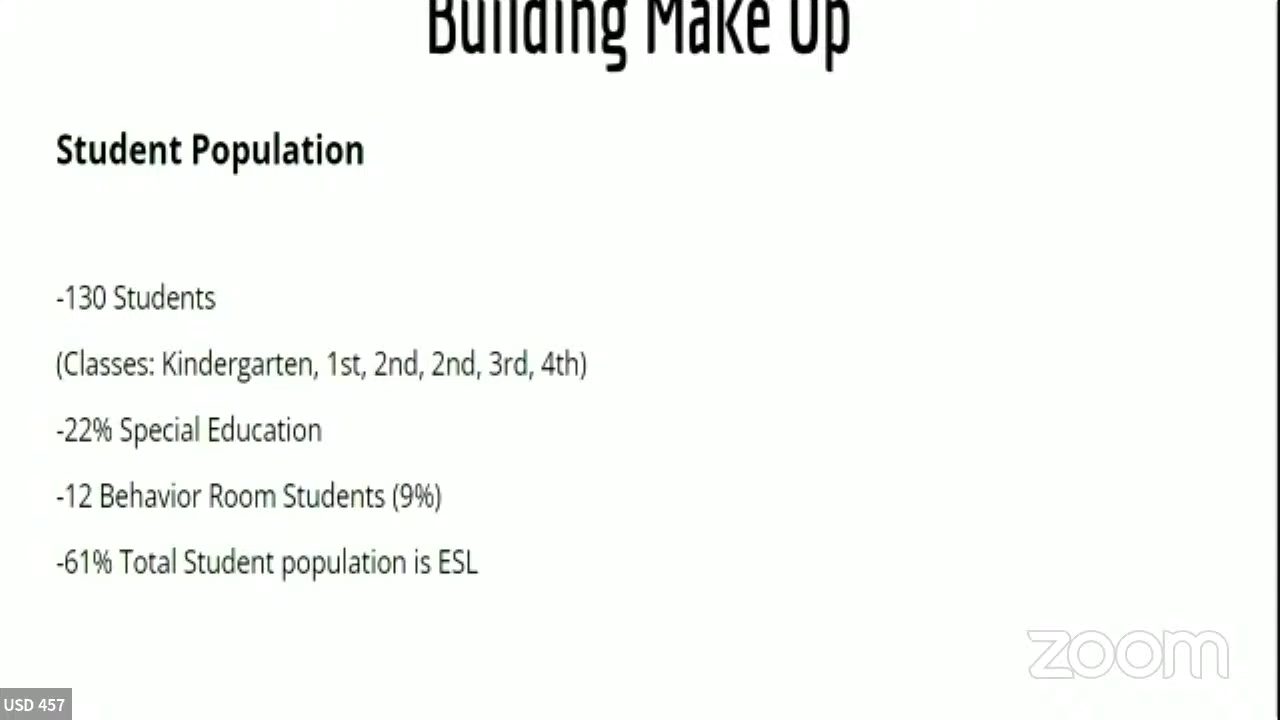 Building Make Up
Student Population
-130 Students
(Classes: Kindergarten, 1st, 2nd, 2nd, 3rd, 4th)
-22% Special Education
-12 Behavior Room Students (9%)
-61% Total Student population is ESL
zoom
USD 457